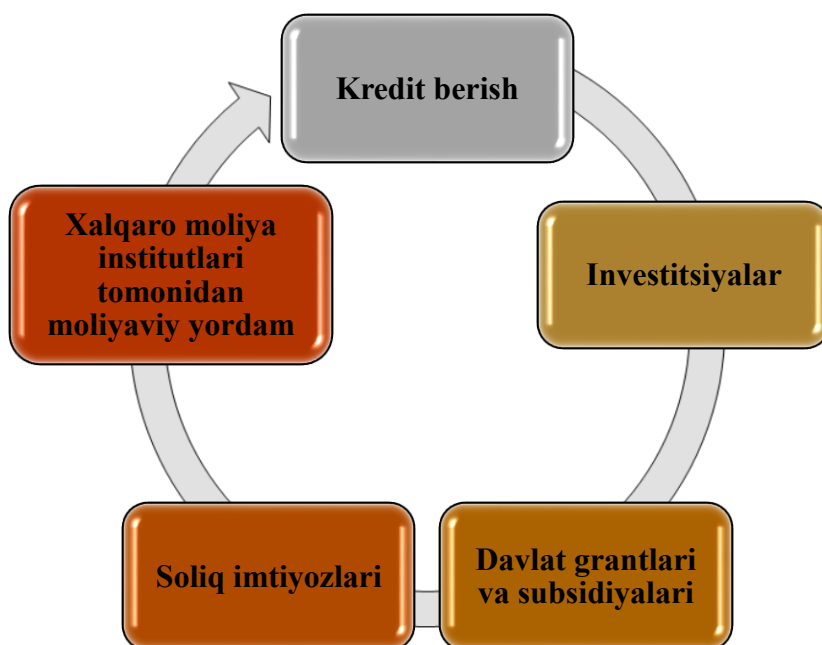 Kredit berish
Investitsiyalar
Davlat grantlari
va subsidiyalari
Soliq imtiyozlari
Xalqaro moliya
institutlari
tomonidan
moliyaviy yordam